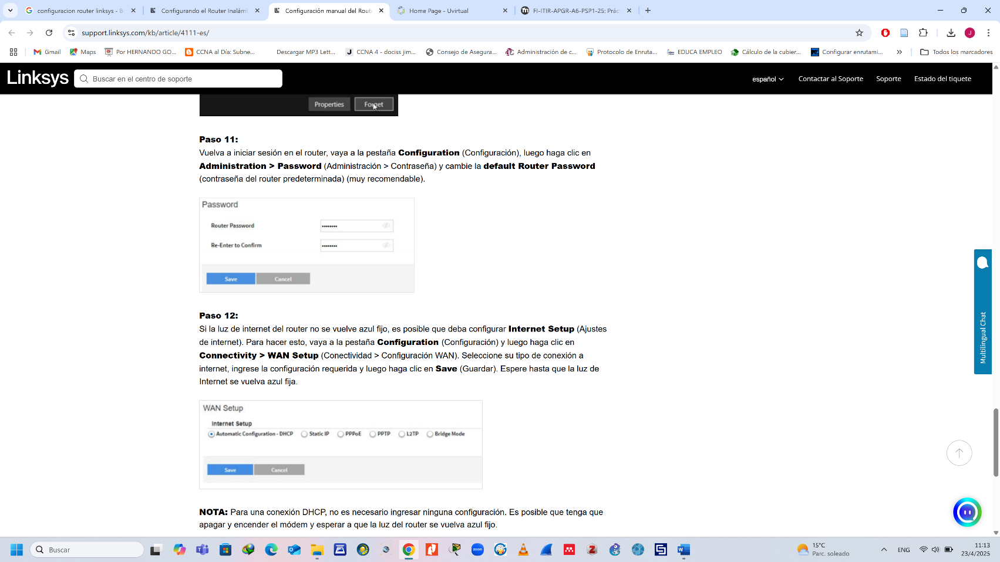 configuracion router linksys - B
Configurando el Router Inalám
Configuración manual del Rout
Home Page - Uvirtual
FI-ITIR-APGR-A6-PSP1-25: Prác
support.linksys.com/kb/article/4111-es/
J
Gmail
Maps
Por HERNANDO GO...
CCNA al Día: Subne...
Descargar MP3 Lett...
CCNA 4 - dociss jim...
Consejo de Asegura...
Administración de c...
Protocolo de Enruta...
EDUCA EMPLEO
Cálculo de la cubier...
Configurar enrutami...
Todos los marcadores
Linksys
Buscar en el centro de soporte
español
Contactar al Soporte
Soporte
Estado del tiquete
Properties
Forget
Paso 11:
Vuelva a iniciar sesión en el router, vaya a la pestaña Configuration (Configuración), luego haga clic en
Administration > Password (Administración > Contraseña) y cambie la default Router Password
(contraseña del router predeterminada) (muy recomendable).
Password
Router Password
Re-Enter to Confirm
Save
Cancel
Paso 12:
Si la luz de internet del router no se vuelve azul fijo, es posible que deba configurar Internet Setup (Ajustes
de internet). Para hacer esto, vaya a la pestaña Configuration (Configuración) y luego haga clic en
Connectivity > WAN Setup (Conectividad > Configuración WAN). Seleccione su tipo de conexión a
internet, ingrese la configuración requerida y luego haga clic en Save (Guardar). Espere hasta que la luz de
Internet se vuelva azul fija.
WAN Setup
Internet Setup
Automatic Configuration - DHCP
Static IP
PPPoE
PPTP
L2TP
Bridge Mode
Save
Cancel
NOTA: Para una conexión DHCP, no es necesario ingresar ninguna configuración. Es posible que tenga que
apagar y encender el módem y esperar a que la luz del router se vuelva azul fijo.
Multilingual Chat
Buscar
zoom
15°C
Parc. soleado
ENG
11:13
23/4/2025